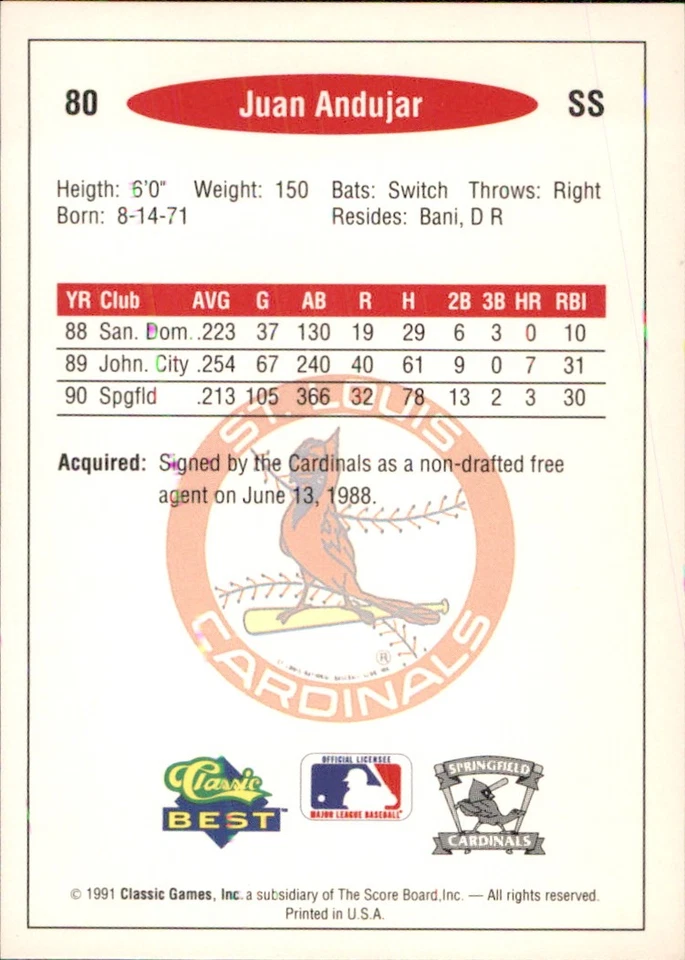 80 Juan Andujar SS
Heigth: 6'0" Weight: 150 Bats: Switch Throws: Right
Born: 8-14-71 Resides: Bani, D R
YR Club AVG G AB R H 2B 3B HR RBI
88 San. Dom. .223 37 130 19 29 6 3 0 10
89 John. City .254 67 240 40 61 9 0 7 31
90 Spgfld .213 105 366 32 78 13 2 3 30
ST. LOUIS
Acquired: Signed by the Cardinals as a non-drafted free
agent on June 13, 1988.
CARDINALS
®
Classic
BEST™
OFFICIAL LICENSEE
MAJOR LEAGUE BASEBALL®
SPRINGFIELD
CARDINALS
© 1991 Classic Games, Inc. a subsidiary of The Score Board,Inc. — All rights reserved.
Printed in U.S.A.